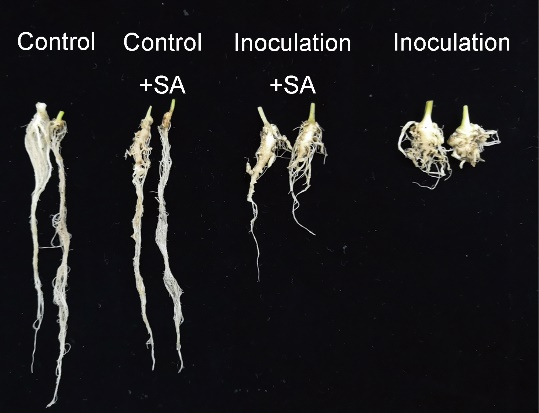 Control
Control
+SA
Inoculation
+SA
Inoculation